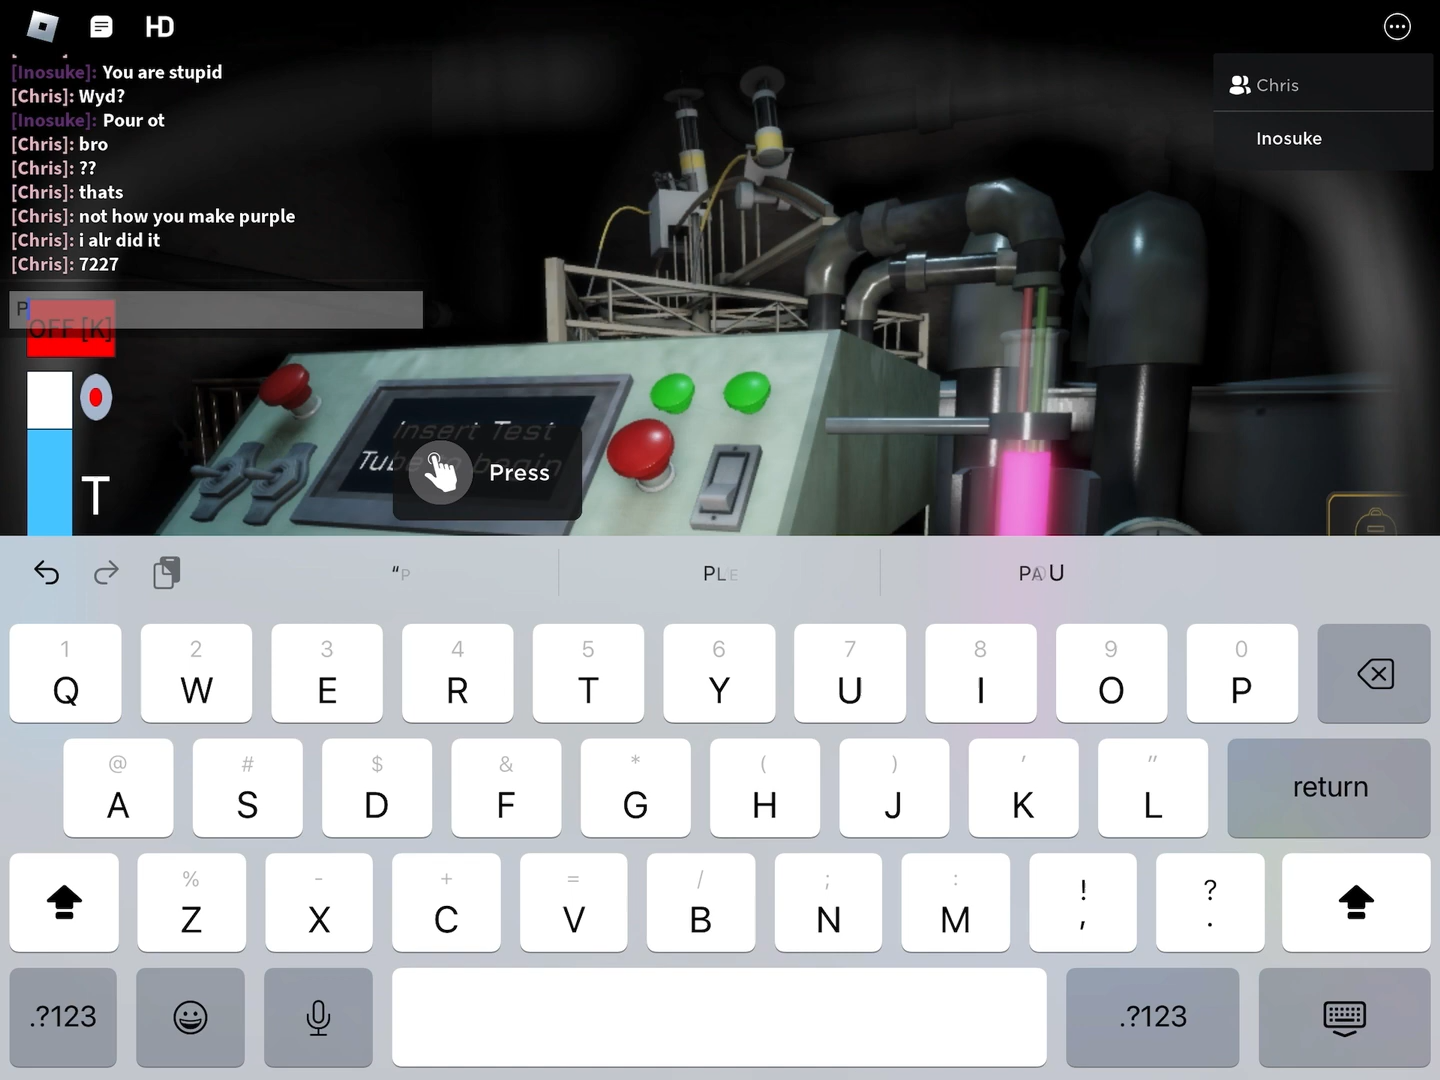 HD
[Inosuke]: You are stupid
[Chris]: Wyd?
[Inosuke]: Pour ot
[Chris]: bro
[Chris]: ??
[Chris]: thats
[Chris]: not how you make purple
[Chris]: i alr did it
[Chris]: 7227
P
OFF [K]
Chris
Inosuke
T
Insert Test
Press
1 2 3 4 5 6 7 8 9 0
Q W E R T Y U I O P
@ # $ & * ( ) ' "
A S D F G H J K L return
% - + = / ; : ! ?
Z X C V B N M , .
.?123 .?123